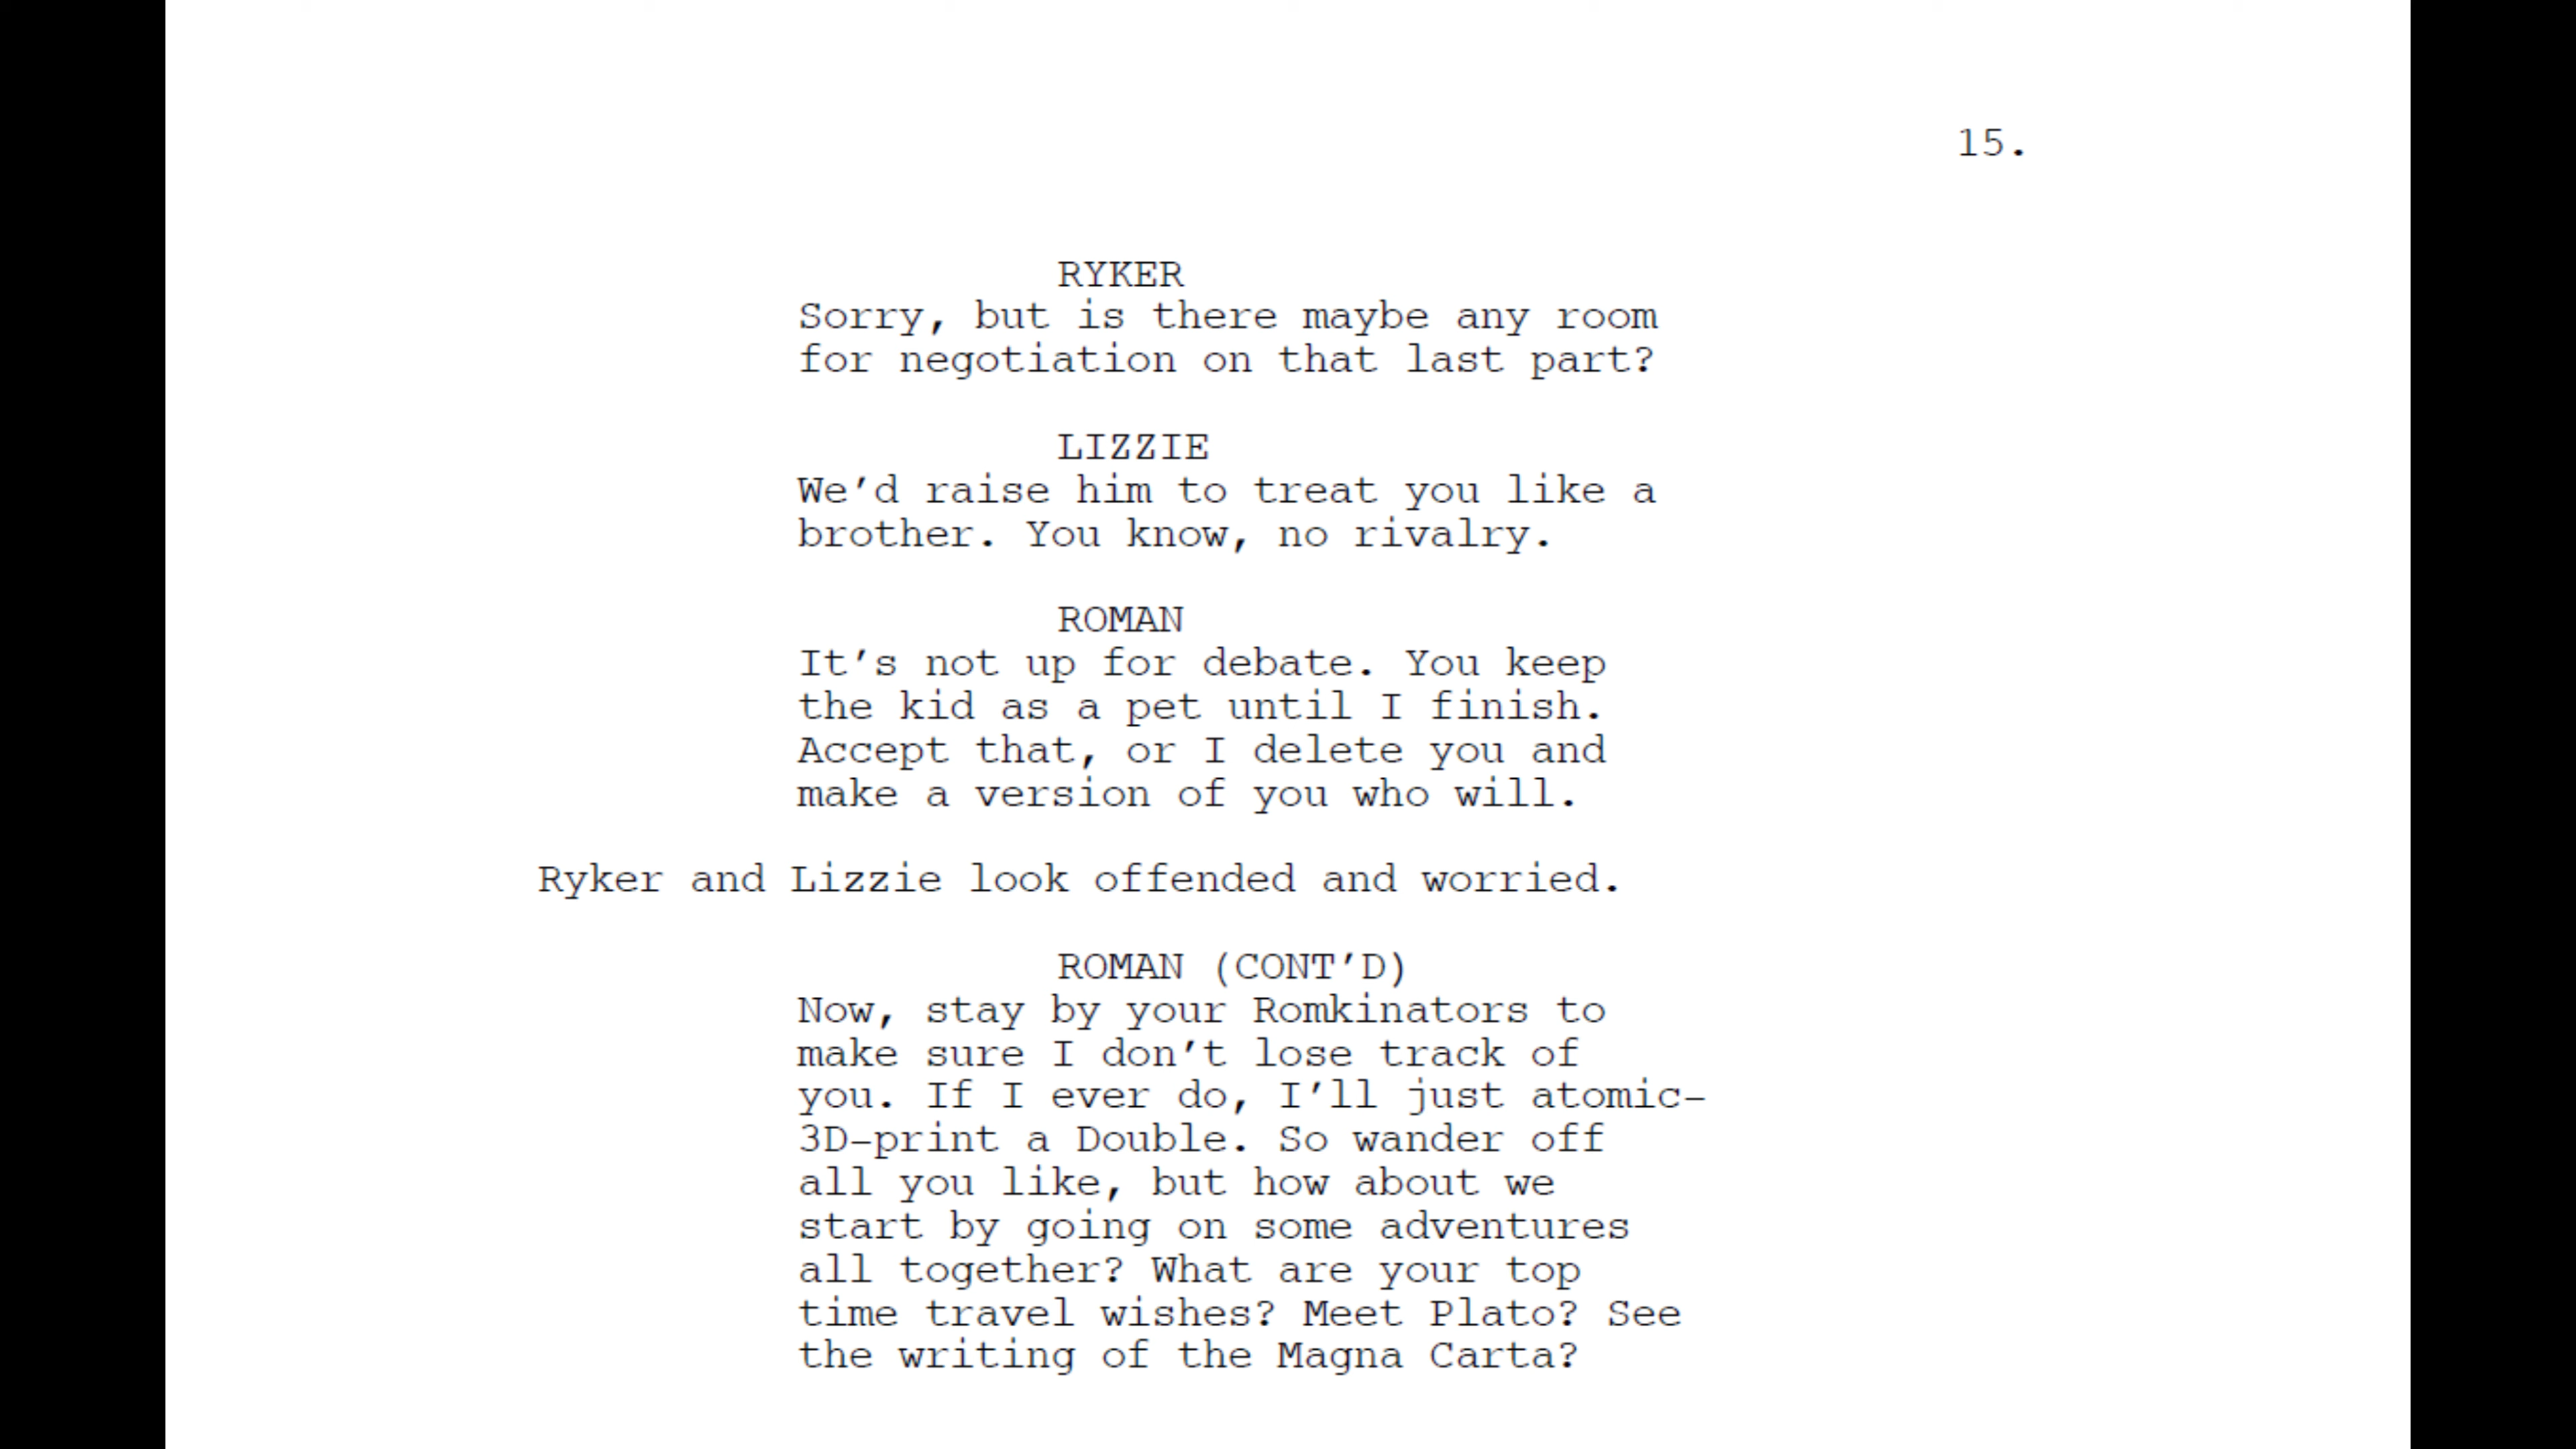 15.
RYKER
Sorry, but is there maybe any room
for negotiation on that last part?
LIZZIE
We’d raise him to treat you like a
brother. You know, no rivalry.
ROMAN
It’s not up for debate. You keep
the kid as a pet until I finish.
Accept that, or I delete you and
make a version of you who will.
Ryker and Lizzie look offended and worried.
ROMAN (CONT’D)
Now, stay by your Romkinators to
make sure I don’t lose track of
you. If I ever do, I’ll just atomic-
3D-print a Double. So wander off
all you like, but how about we
start by going on some adventures
all together? What are your top
time travel wishes? Meet Plato? See
the writing of the Magna Carta?